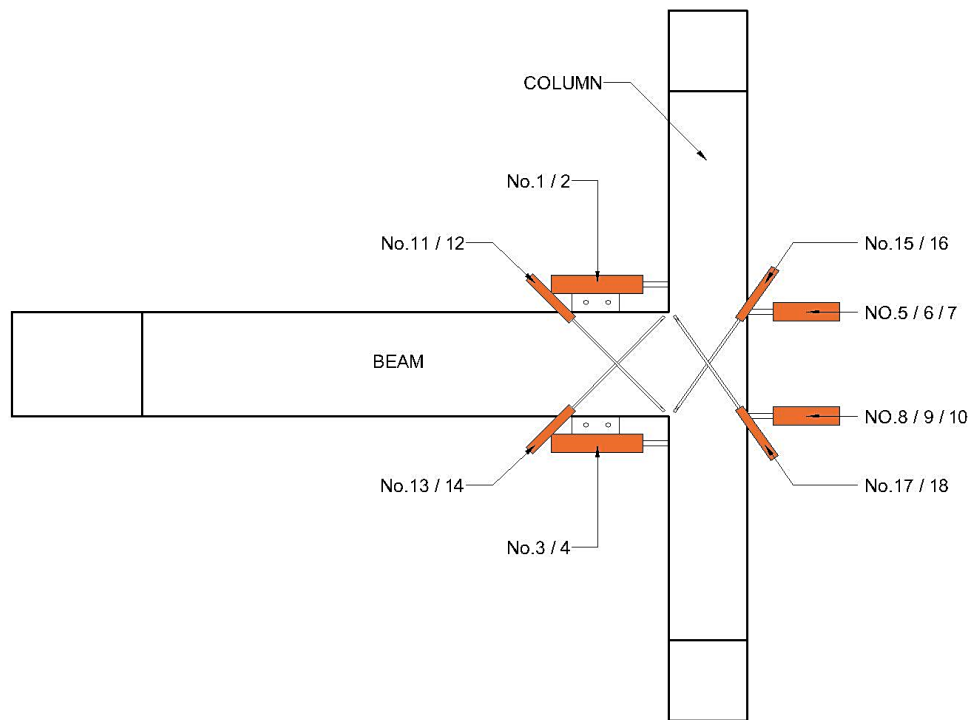 COLUMN
No.1 / 2
No.11 / 12
No.15 / 16
NO.5 / 6 / 7
BEAM
NO.8 / 9 / 10
No.13 / 14
No.17 / 18
No.3 / 4